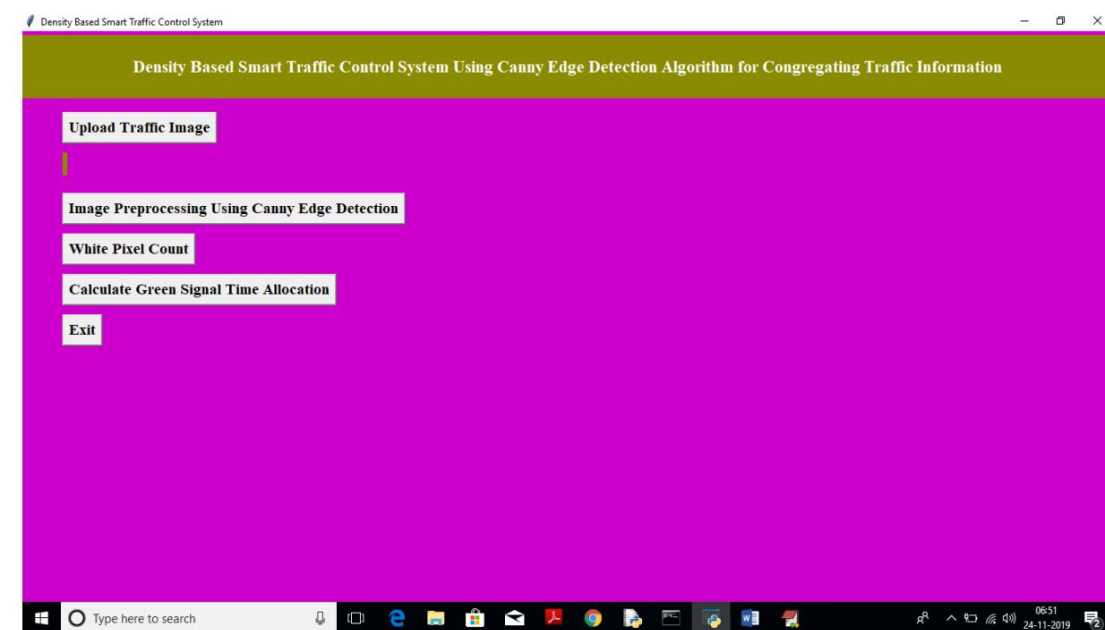 Density Based Smart Traffic Control System
Density Based Smart Traffic Control System Using Canny Edge Detection Algorithm for Congregating Traffic Information
Upload Traffic Image
Image Preprocessing Using Canny Edge Detection
White Pixel Count
Calculate Green Signal Time Allocation
Exit
Type here to search
06:51
24-11-2019